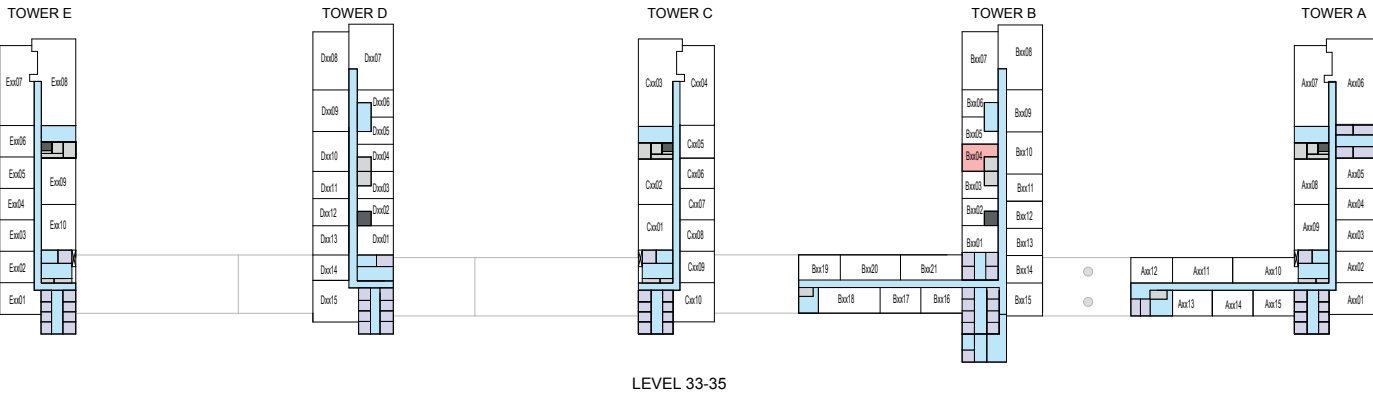 TOWER E
TOWER D
TOWER C
TOWER B
TOWER A
Exx07
Exx08
Exx06
Exx05
Exx09
Exx04
Exx03
Exx10
Exx02
Exx01
Dxx08
Dxx07
Dxx09
Dxx06
Dxx05
Dxx10
Dxx04
Dxx11
Dxx03
Dxx12
Dxx02
Dxx13
Dxx01
Dxx14
Dxx15
Cxx03
Cxx04
Cxx05
Cxx02
Cxx06
Cxx07
Cxx01
Cxx08
Cxx09
Cxx10
Bxx07
Bxx08
Bxx06
Bxx09
Bxx05
Bxx04
Bxx10
Bxx03
Bxx11
Bxx02
Bxx12
Bxx01
Bxx13
Bxx19
Bxx20
Bxx21
Bxx14
Bxx18
Bxx17
Bxx16
Bxx15
Axx07
Axx06
Axx05
Axx08
Axx04
Axx09
Axx03
Axx12
Axx11
Axx10
Axx02
Axx13
Axx14
Axx15
Axx01
LEVEL 33-35